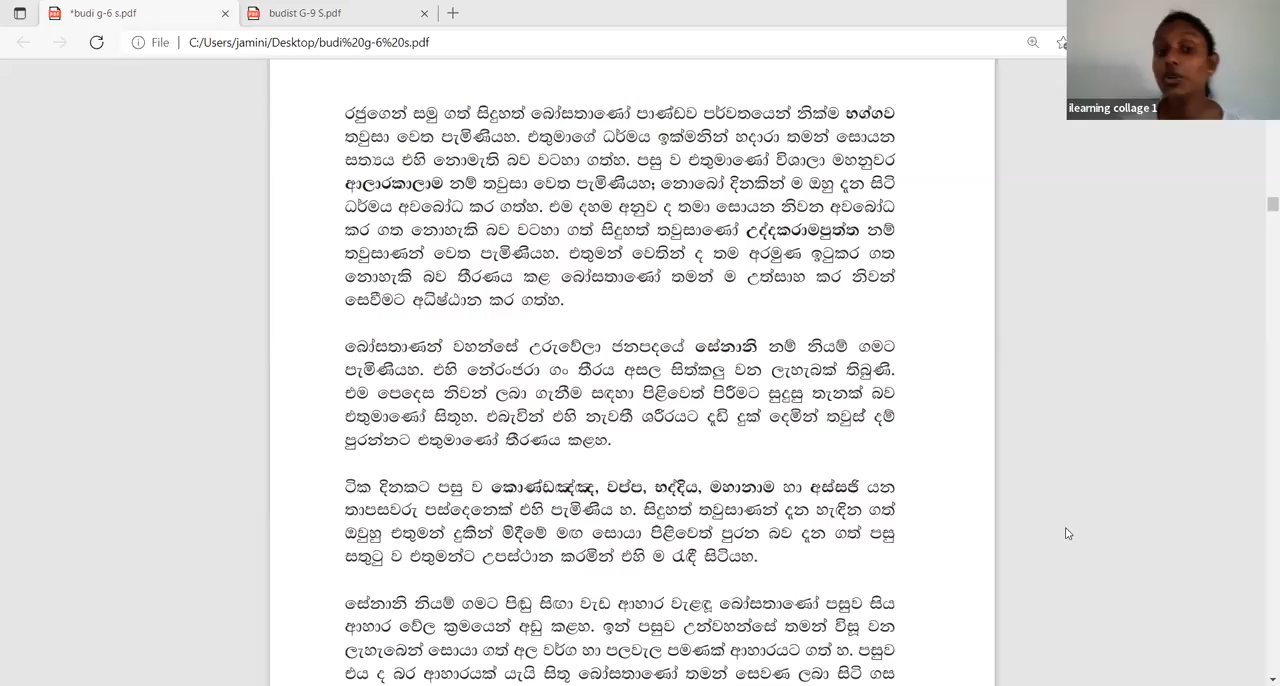 *budi g-6 s.pdf
budist G-9 S.pdf
File
C:/Users/jamini/Desktop/budi%20g-6%20s.pdf
ilearning collage 1
රජුගෙන් සමු ගත් සිදුහත් බෝසතාණෝ පාණ්ඩව පර්වතයෙන් නික්ම භග්ගව
තවුසා වෙත පැමිණියහ. එතුමාගේ ධර්මය ඉක්මනින් හදාරා තමන් සොයන
සත්‍යය එහි නොමැති බව වටහා ගත්හ. පසු ව එතුමාණෝ විශාලා මහනුවර
ආලාරකාලාම නම් තවුසා වෙත පැමිණියහ; නොබෝ දිනකින් ම ඔහු දැන සිටි
ධර්මය අවබෝධ කර ගත්හ. එම දහම අනුව ද තමා සොයන නිවන අවබෝධ
කර ගත නොහැකි බව වටහා ගත් සිදුහත් තවුසාණෝ උද්දකරාමපුත්ත නම්
තවුසාණන් වෙත පැමිණියහ. එතුමන් වෙතින් ද තම අරමුණ ඉටුකර ගත
නොහැකි බව තීරණය කළ බෝසතාණෝ තමන් ම උත්සාහ කර නිවන්
සෙවීමට අධිෂ්ඨාන කර ගත්හ.
බෝසතාණන් වහන්සේ උරුවේලා ජනපදයේ සේනානි නම් නියම් ගමට
පැමිණියහ. එහි නේරංජරා ගං තීරය අසල සිත්කලු වන ලැහැබක් තිබුණි.
එම පෙදෙස නිවන් ලබා ගැනීම සඳහා පිළිවෙත් පිරීමට සුදුසු තැනක් බව
එතුමාණෝ සිතූහ. එබැවින් එහි නැවතී ශරීරයට දැඩි දුක් දෙමින් තවුස් දම්
පුරන්නට එතුමාණෝ තීරණය කළහ.
ටික දිනකට පසු ව කොණ්ඩඤ්ඤ, වප්ප, භද්දිය, මහානාම හා අස්සජි යන
තාපසවරු පස්දෙනෙක් එහි පැමිණිය හ. සිදුහත් තවුසාණන් දැන හැඳින ගත්
ඔවුහු එතුමන් දුකින් මිදීමේ මඟ සොයා පිළිවෙත් පුරන බව දැන ගත් පසු
සතුටු ව එතුමන්ට උපස්ථාන කරමින් එහි ම රැඳී සිටියහ.
සේනානි නියම් ගමට පිඬු සිඟා වැඩ ආහාර වැළඳූ බෝසතාණෝ පසුව සිය
ආහාර වේල ක්‍රමයෙන් අඩු කළහ. ඉන් පසුව උන්වහන්සේ තමන් විසූ වන
ලැහැබෙන් සොයා ගත් අල වර්ග හා පලවැල පමණක් ආහාරයට ගත් හ. පසුව
එය ද බර ආහාරයක් යැයි සිතූ බෝසතාණෝ තමන් සෙවණ ලබා සිටි ගස